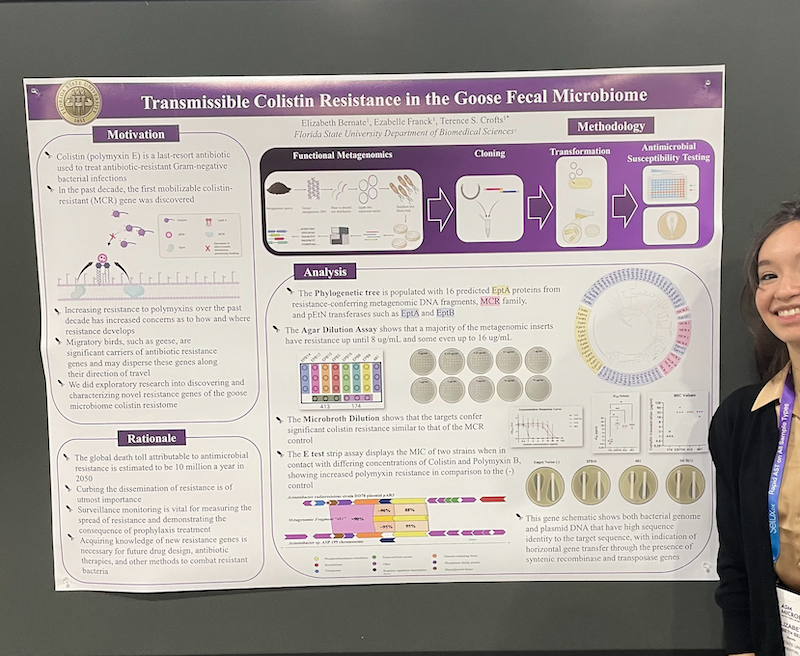 Transmissible Colistin Resistance in the Goose Fecal Microbiome
Elizabeth Bernate¹, Ezabelle Franck¹, Terence S. Crofts¹*
Florida State University Department of Biomedical Sciences¹
Motivation
Colistin (polymyxin E) is a last-resort antibiotic
used to treat antibiotic-resistant Gram-negative
bacterial infections
In the past decade, the first mobilizable colistin-
resistant (MCR) gene was discovered
Increasing resistance to polymyxins over the past
decade has increased concerns as to how and where
resistance develops
Migratory birds, such as geese, are
significant carriers of antibiotic resistance
genes and may disperse these genes along
their direction of travel
We did exploratory research into discovering and
characterizing novel resistance genes of the goose
microbiome colistin resistome
Rationale
The global death toll attributable to antimicrobial
resistance is estimated to be 10 million a year in
2050
Curbing the dissemination of resistance is of
utmost importance
Surveillance monitoring is vital for measuring the
spread of resistance and demonstrating the
consequence of prophylaxis treatment
Acquiring knowledge of new resistance genes is
necessary for future drug design, antibiotic
therapies, and other methods to combat resistant
bacteria
Methodology
Functional Metagenomics
Cloning
Transformation
Antimicrobial
Susceptibility Testing
Analysis
The Phylogenetic tree is populated with 16 predicted EptA proteins from
resistance-conferring metagenomic DNA fragments, MCR family,
and pEtN transferases such as EptA and EptB
The Agar Dilution Assay shows that a majority of the metagenomic inserts
have resistance up until 8 ug/mL and some even up to 16 ug/mL
413 174
The Microbroth Dilution shows that the targets confer
significant colistin resistance similar to that of the MCR
control
The E test strip assay displays the MIC of two strains when in
contact with differing concentrations of Colistin and Polymyxin B,
showing increased polymyxin resistance in comparison to the (-)
control
MIC Values
~90%
88%
>90%
~95%
95%
This gene schematic shows both bacterial genome
and plasmid DNA that have high sequence
identity to the target sequence, with indication of
horizontal gene transfer through the presence of
syntenic recombinase and transposase genes
Rapid AST on All Sample Types
ASM